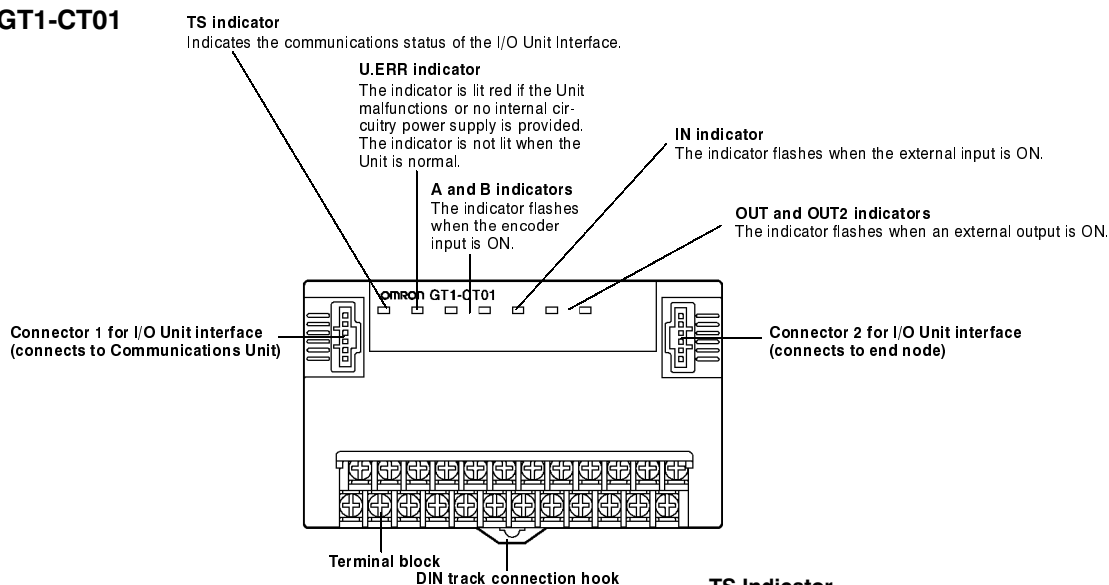 GT1-CT01
TS indicator
Indicates the communications status of the I/O Unit Interface.
U.ERR indicator
The indicator is lit red if the Unit
malfunctions or no internal cir-
cuitry power supply is provided.
The indicator is not lit when the
Unit is normal.
IN indicator
The indicator flashes when the external input is ON.
A and B indicators
The indicator flashes
when the encoder
input is ON.
OUT and OUT2 indicators
The indicator flashes when an external output is ON.
OMRON GT1-CT01
Connector 1 for I/O Unit interface
(connects to Communications Unit)
Connector 2 for I/O Unit interface
(connects to end node)
Terminal block
DIN track connection hook
TS Indicator